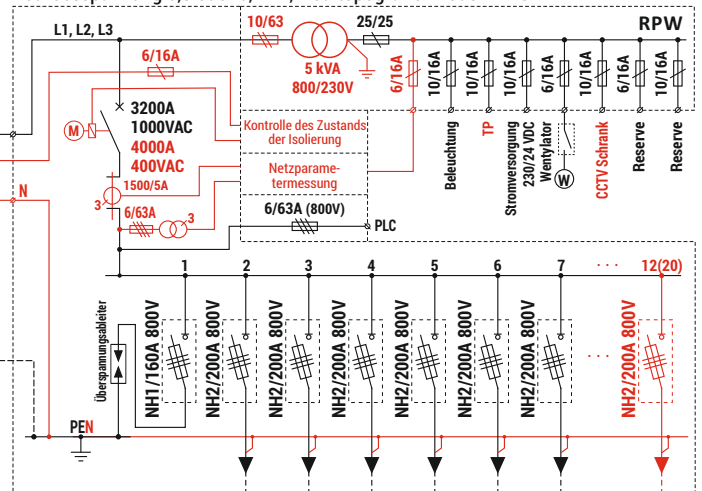 L1, L2, L3
10/63
25/25
RPW
6/16A
5 kVA
800/230V
6/16A
10/16A
10/16A
10/16A
6/16A
10/16A
6/16A
10/16A
3200A
1000VAC
4000A
400VAC
M
1500/5A
3
Kontrolle des Zustands
der Isolierung
Netzparame-
termessung
Beleuchtung
TP
Stromversorgung
230/24 VDC
Wentylator
W
CCTV Schrank
Reserve
Reserve
N
6/63A
3
6/63A (800V)
PLC
1
2
3
4
5
6
7
· · ·
12(20)
Überspannungsableiter
NH1/160A 800V
NH2/200A 800V
NH2/200A 800V
NH2/200A 800V
NH2/200A 800V
NH2/200A 800V
NH2/200A 800V
· · ·
NH2/200A 800V
PEN